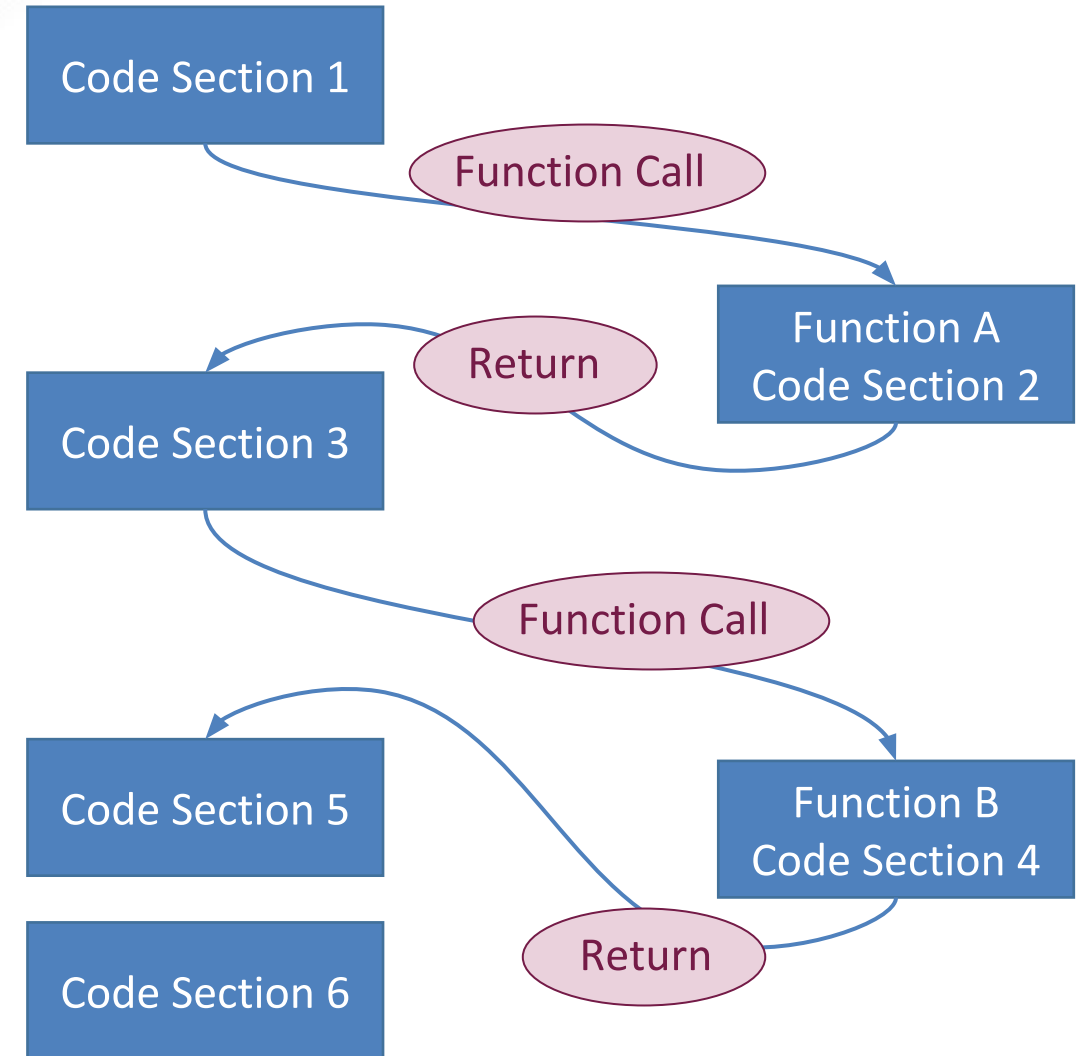 Code Section 1
Function Call
Function A
Code Section 2
Return
Code Section 3
Function Call
Function B
Code Section 4
Return
Code Section 5
Code Section 6